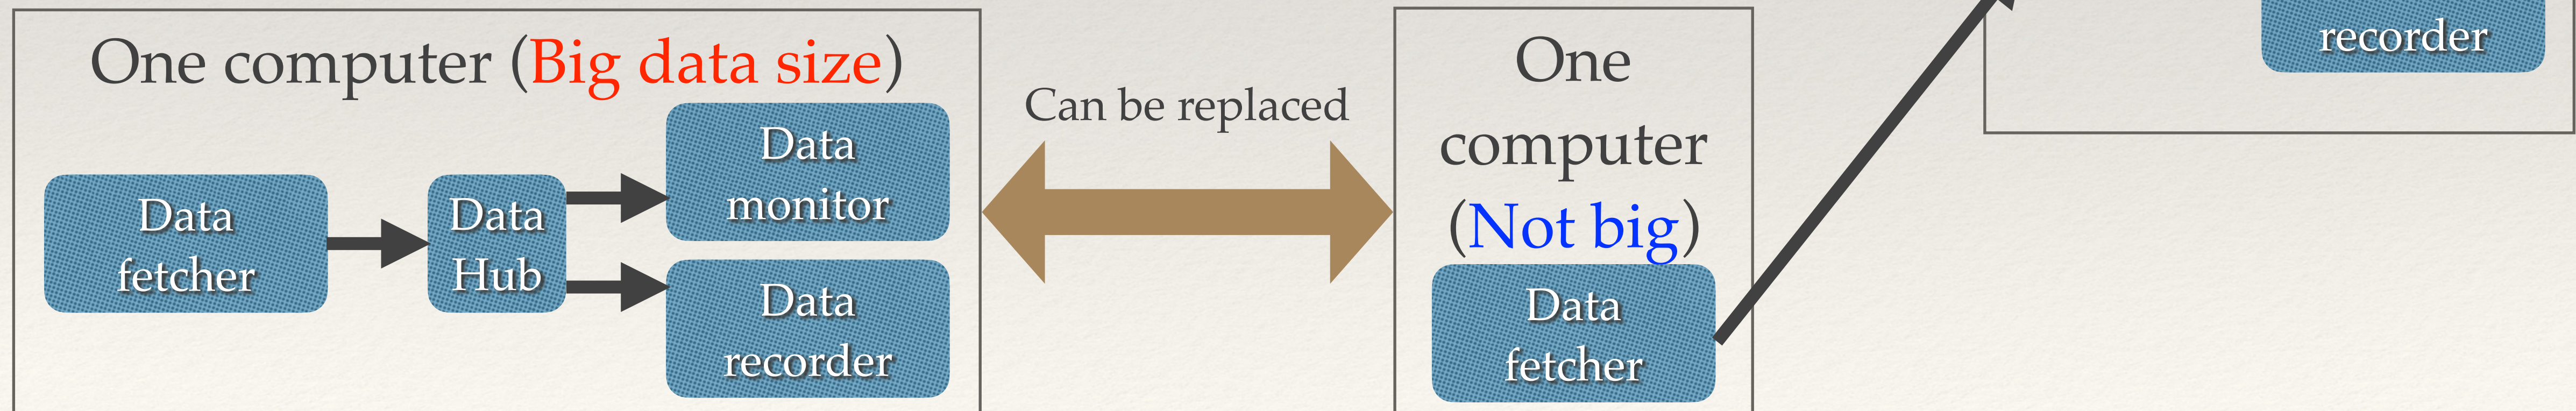 One computer (Big data size)
Data
fetcher
Data
Hub
Data
monitor
Data
recorder
Can be replaced
One
computer
(Not big)
Data
fetcher
recorder